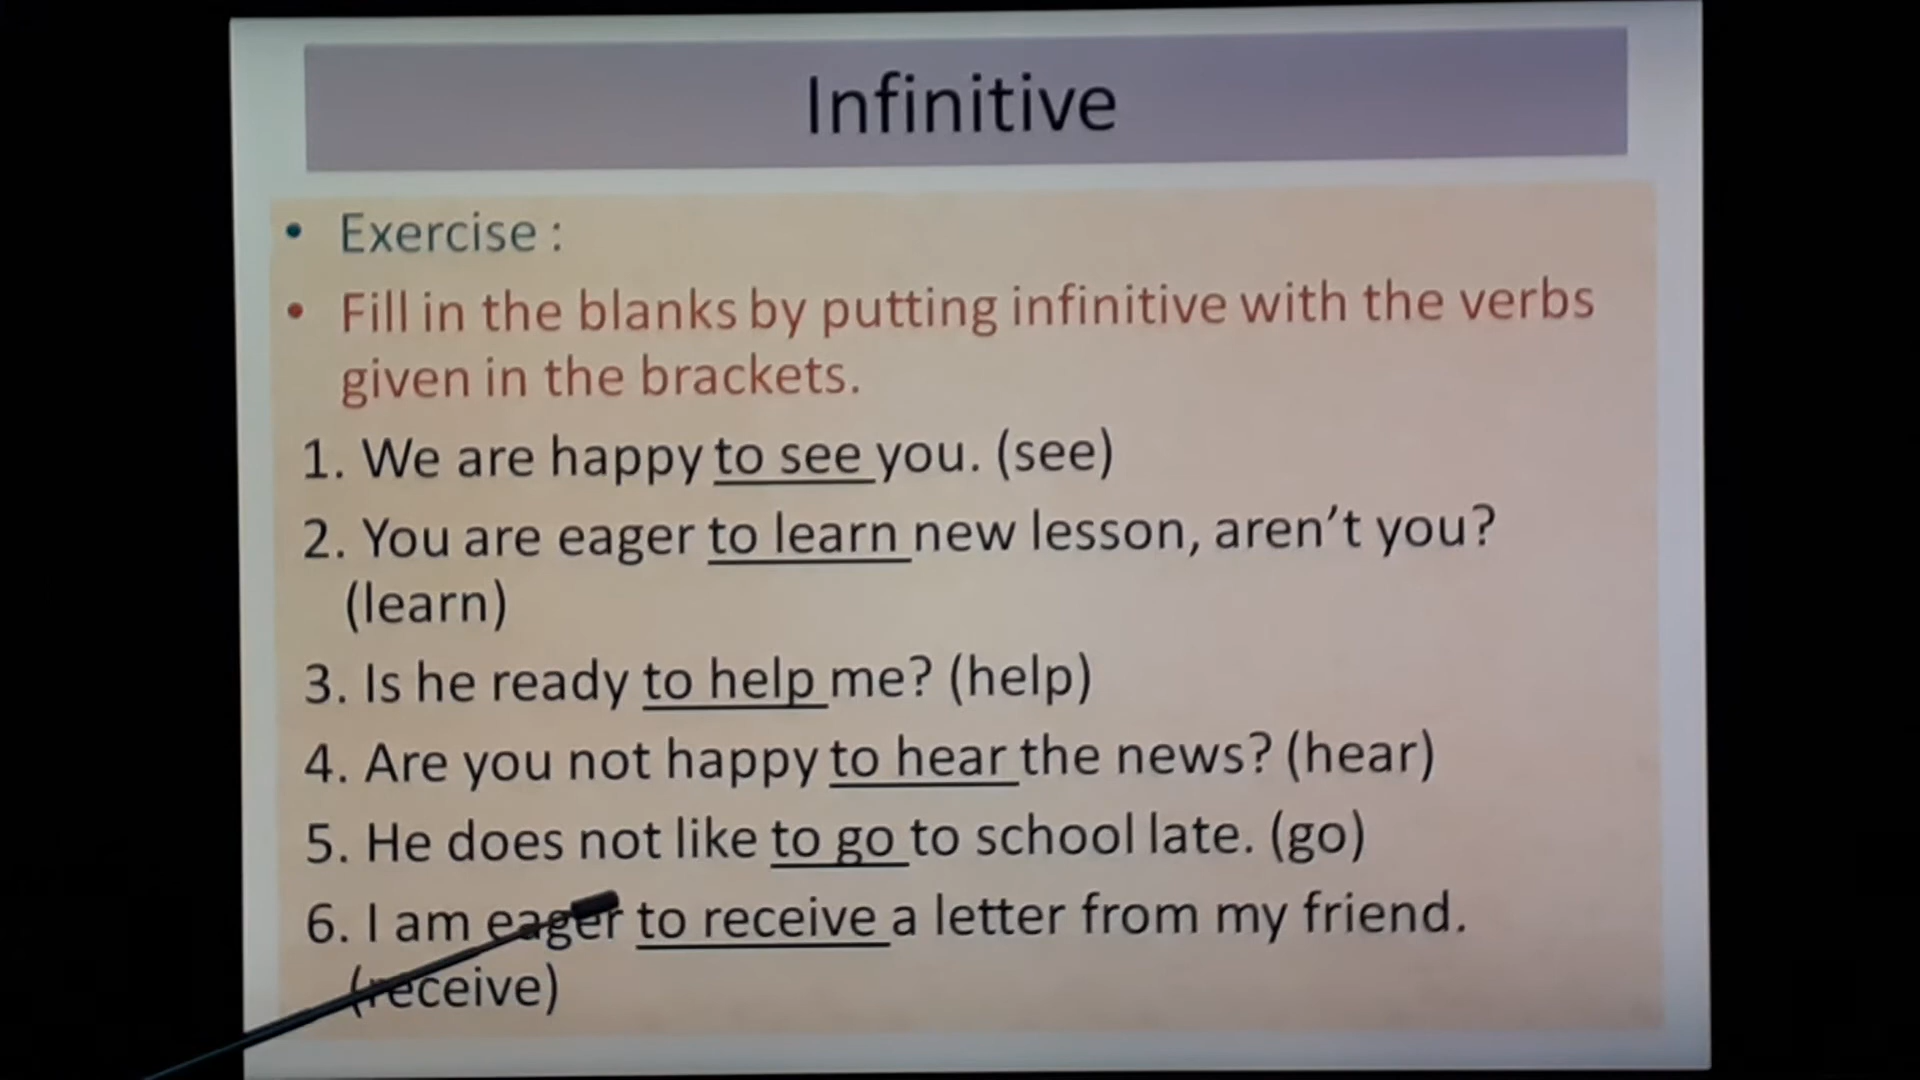 Infinitive
• Exercise :
• Fill in the blanks by putting infinitive with the verbs
given in the brackets.
1. We are happy to see you. (see)
2. You are eager to learn new lesson, aren't you?
(learn)
3. Is he ready to help me? (help)
4. Are you not happy to hear the news? (hear)
5. He does not like to go to school late. (go)
6. I am eager to receive a letter from my friend.
(receive)